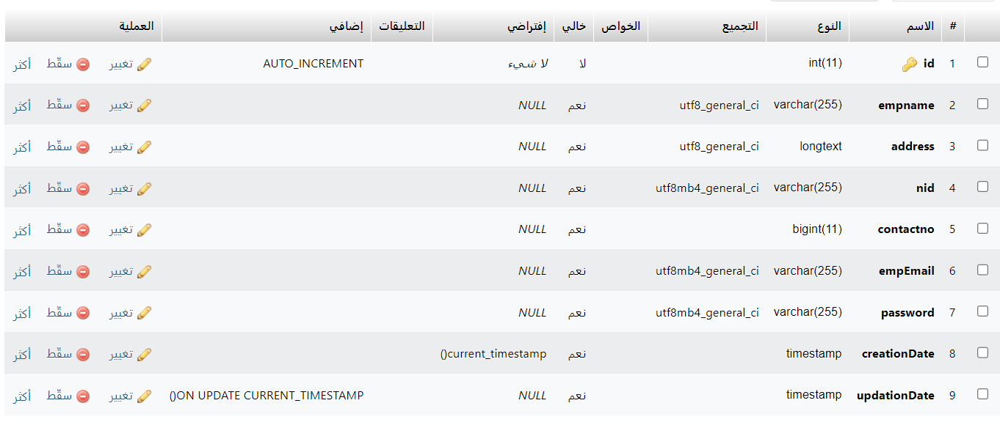 # الاسم النوع التجميع الخواص خالي إفتراضي التعليقات إضافي العملية
1 id int(11) لا لا شيء AUTO_INCREMENT تغيير سقّط أكثر
2 empname varchar(255) utf8_general_ci نعم NULL تغيير سقّط أكثر
3 address longtext utf8_general_ci نعم NULL تغيير سقّط أكثر
4 nid varchar(255) utf8mb4_general_ci نعم NULL تغيير سقّط أكثر
5 contactno bigint(11) نعم NULL تغيير سقّط أكثر
6 empEmail varchar(255) utf8mb4_general_ci نعم NULL تغيير سقّط أكثر
7 password varchar(255) utf8mb4_general_ci نعم NULL تغيير سقّط أكثر
8 creationDate timestamp نعم current_timestamp() تغيير سقّط أكثر
9 updationDate timestamp نعم NULL ON UPDATE CURRENT_TIMESTAMP() تغيير سقّط أكثر